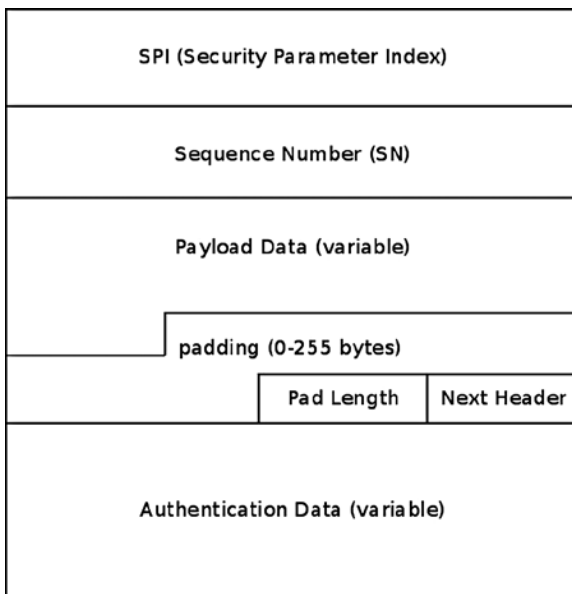 SPI (Security Parameter Index)
Sequence Number (SN)
Payload Data (variable)
padding (0-255 bytes)
Pad Length
Next Header
Authentication Data (variable)